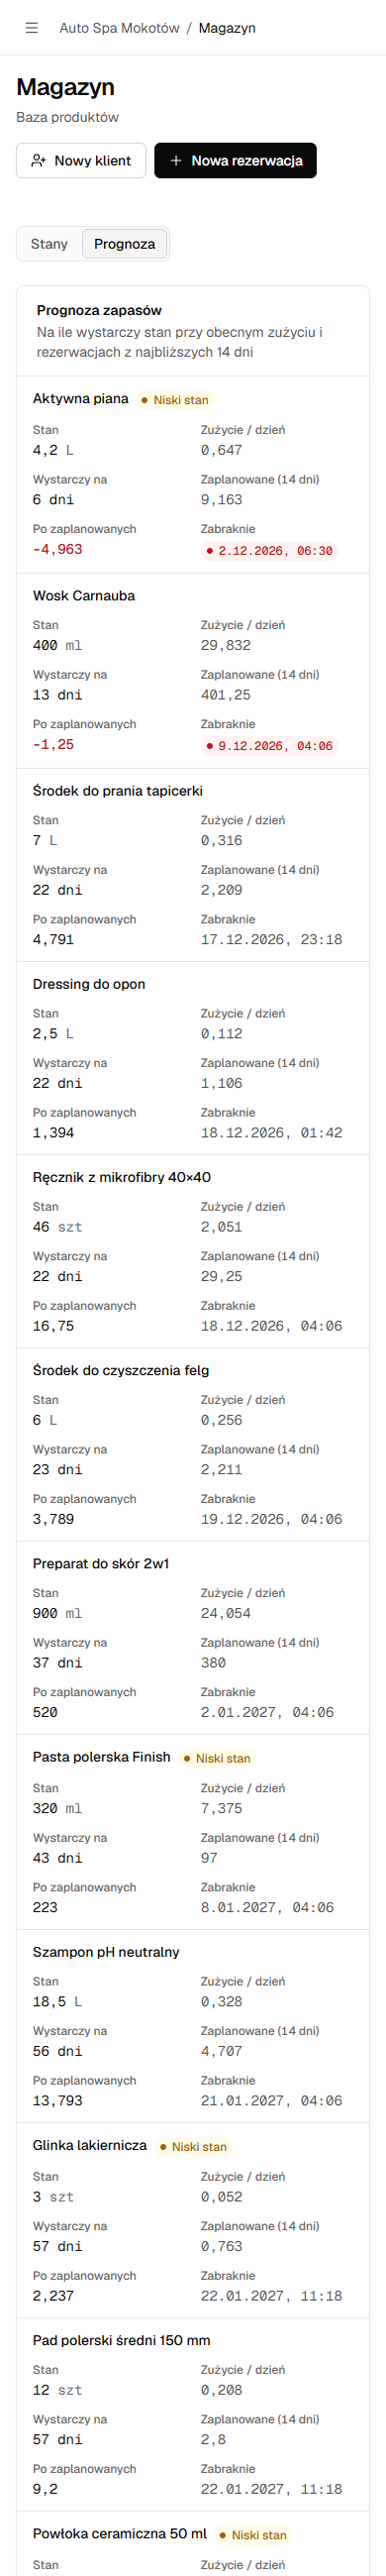 Auto Spa Mokotów / Magazyn
Magazyn
Baza produktów
Nowy klient
Nowa rezerwacja
Stany
Prognoza
Prognoza zapasów
Na ile wystarczy stan przy obecnym zużyciu i
rezerwacjach z najbliższych 14 dni
Aktywna piana Niski stan
Stan Zużycie / dzień
4,2 L 0,647
Wystarczy na Zaplanowane (14 dni)
6 dni 9,163
Po zaplanowanych Zabraknie
-4,963 2.12.2026, 06:30
Wosk Carnauba
Stan Zużycie / dzień
400 ml 29,832
Wystarczy na Zaplanowane (14 dni)
13 dni 401,25
Po zaplanowanych Zabraknie
-1,25 9.12.2026, 04:06
Środek do prania tapicerki
Stan Zużycie / dzień
7 L 0,316
Wystarczy na Zaplanowane (14 dni)
22 dni 2,209
Po zaplanowanych Zabraknie
4,791 17.12.2026, 23:18
Dressing do opon
Stan Zużycie / dzień
2,5 L 0,112
Wystarczy na Zaplanowane (14 dni)
22 dni 1,106
Po zaplanowanych Zabraknie
1,394 18.12.2026, 01:42
Ręcznik z mikrofibry 40×40
Stan Zużycie / dzień
46 szt 2,051
Wystarczy na Zaplanowane (14 dni)
22 dni 29,25
Po zaplanowanych Zabraknie
16,75 18.12.2026, 04:06
Środek do czyszczenia felg
Stan Zużycie / dzień
6 L 0,256
Wystarczy na Zaplanowane (14 dni)
23 dni 2,211
Po zaplanowanych Zabraknie
3,789 19.12.2026, 04:06
Preparat do skór 2w1
Stan Zużycie / dzień
900 ml 24,054
Wystarczy na Zaplanowane (14 dni)
37 dni 380
Po zaplanowanych Zabraknie
520 2.01.2027, 04:06
Pasta polerska Finish Niski stan
Stan Zużycie / dzień
320 ml 7,375
Wystarczy na Zaplanowane (14 dni)
43 dni 97
Po zaplanowanych Zabraknie
223 8.01.2027, 04:06
Szampon pH neutralny
Stan Zużycie / dzień
18,5 L 0,328
Wystarczy na Zaplanowane (14 dni)
56 dni 4,707
Po zaplanowanych Zabraknie
13,793 21.01.2027, 04:06
Glinka lakiernicza Niski stan
Stan Zużycie / dzień
3 szt 0,052
Wystarczy na Zaplanowane (14 dni)
57 dni 0,763
Po zaplanowanych Zabraknie
2,237 22.01.2027, 11:18
Pad polerski średni 150 mm
Stan Zużycie / dzień
12 szt 0,208
Wystarczy na Zaplanowane (14 dni)
57 dni 2,8
Po zaplanowanych Zabraknie
9,2 22.01.2027, 11:18
Powłoka ceramiczna 50 ml Niski stan
Stan Zużycie / dzień